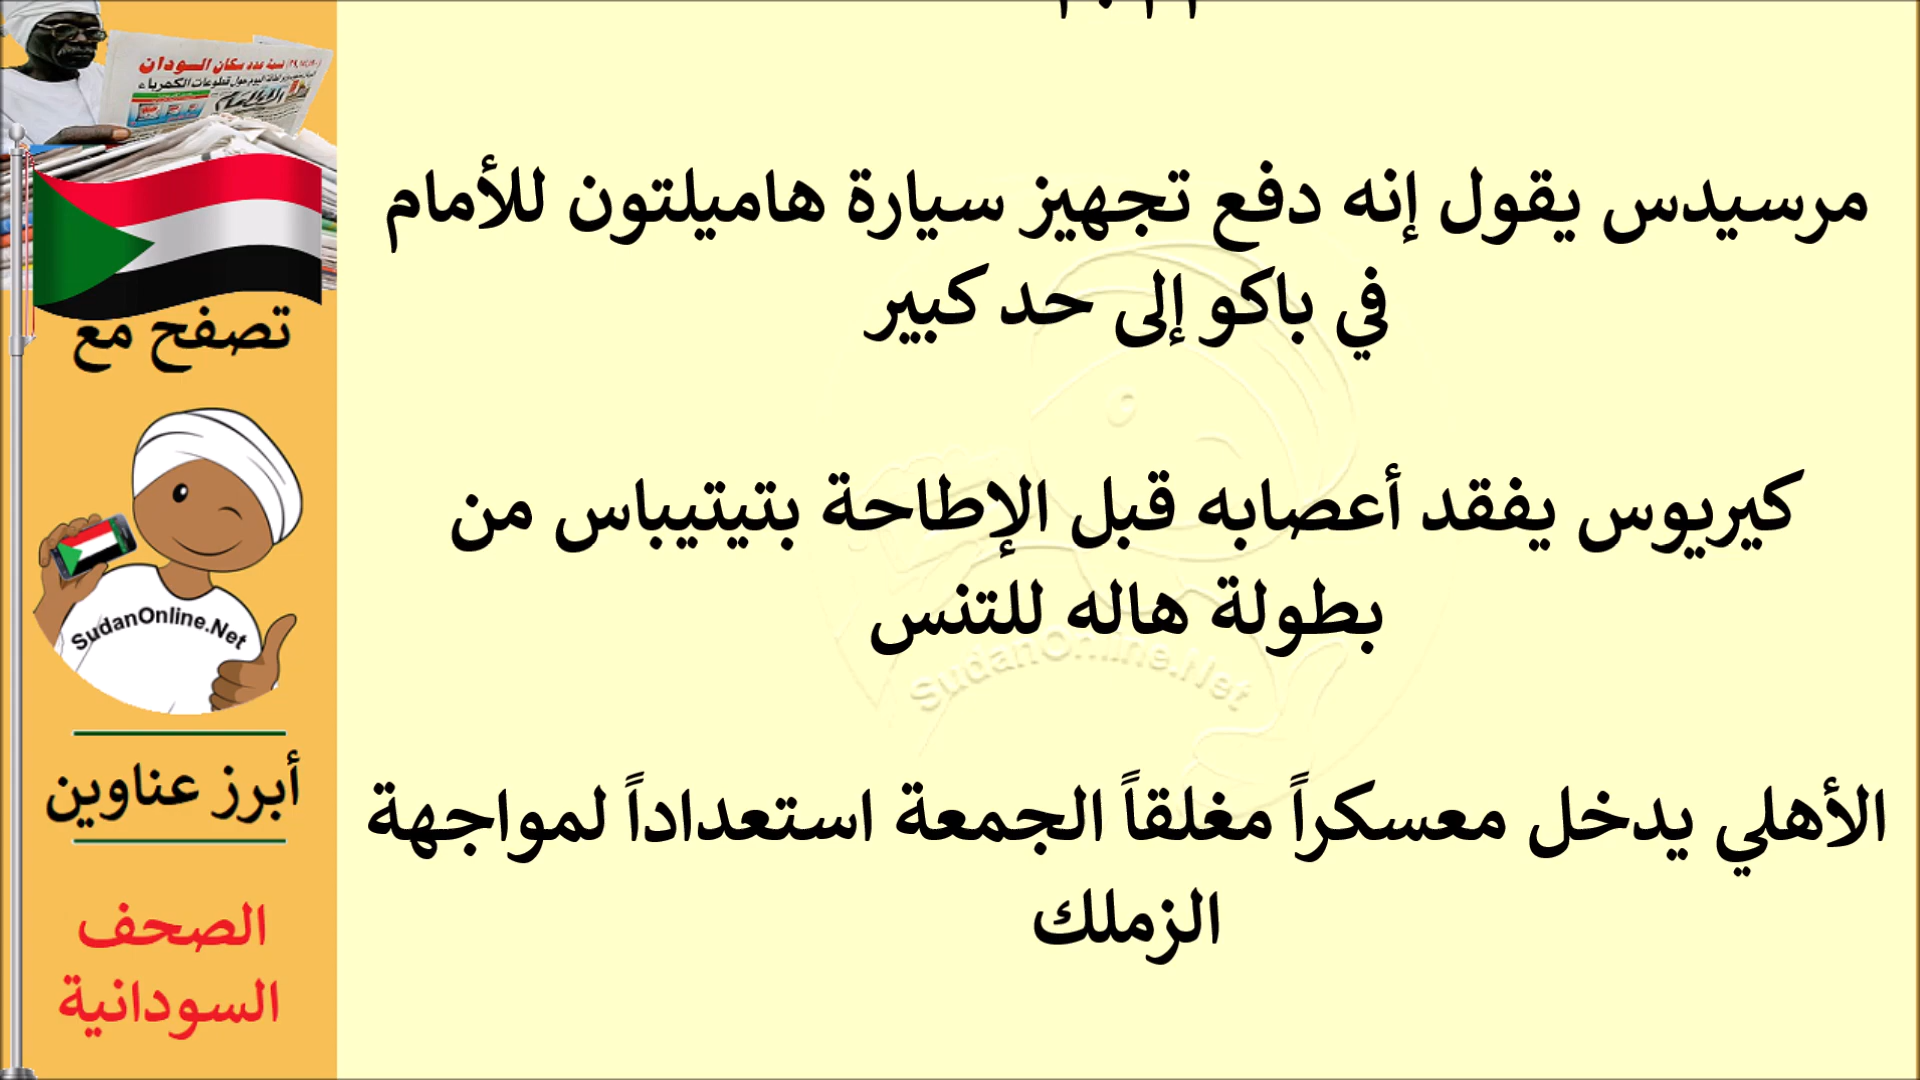 مرسيدس يقول إنه دفع تجهيز سيارة هاميلتون للأمام
في باكو إلى حد كبير
كيريوس يفقد أعصابه قبل الإطاحة بتيتيباس من
بطولة هاله للتنس
الأهلي يدخل معسكراً مغلقاً الجمعة استعداداً لمواجهة
الزملك
تصفح مع
SudanOnline.Net
أبرز عناوين
الصحف
السودانية
SudanOnline.Net